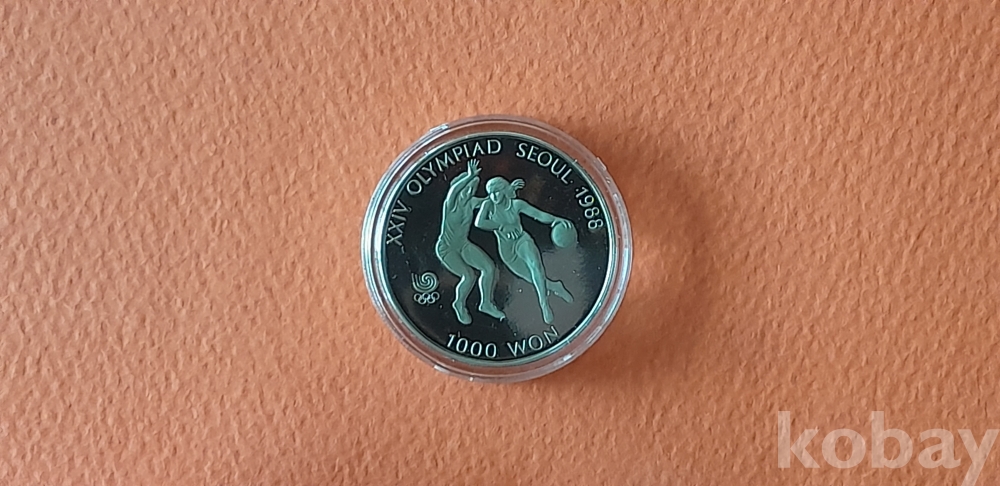 XXIV OLYMPIAD SEOUL 1988
1000 WON
kobay